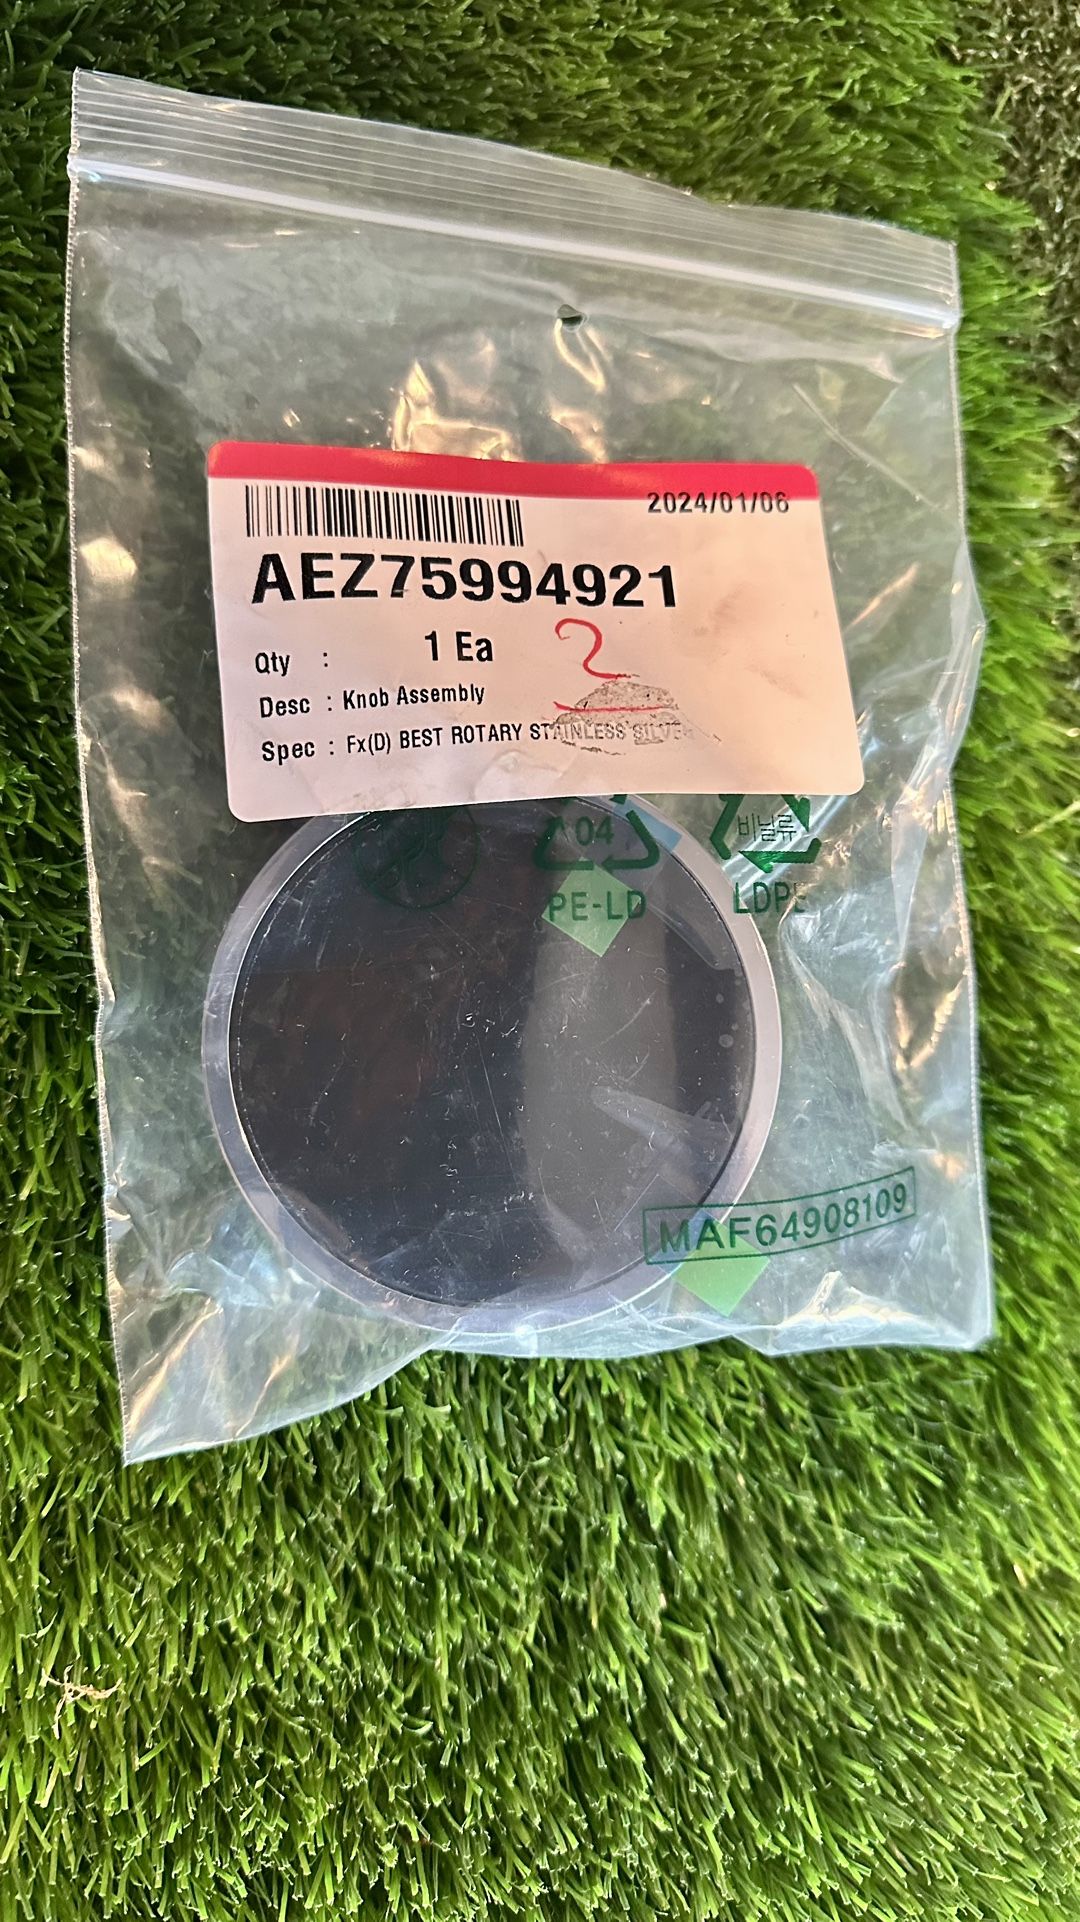 2024/01/06
AEZ75994921
Qty : 1 Ea 2
Desc : Knob Assembly
Spec : Fx(D) BEST ROTARY STAINLESS SILVER
04
비닐류
PE-LD
LDPE
MAF64908109